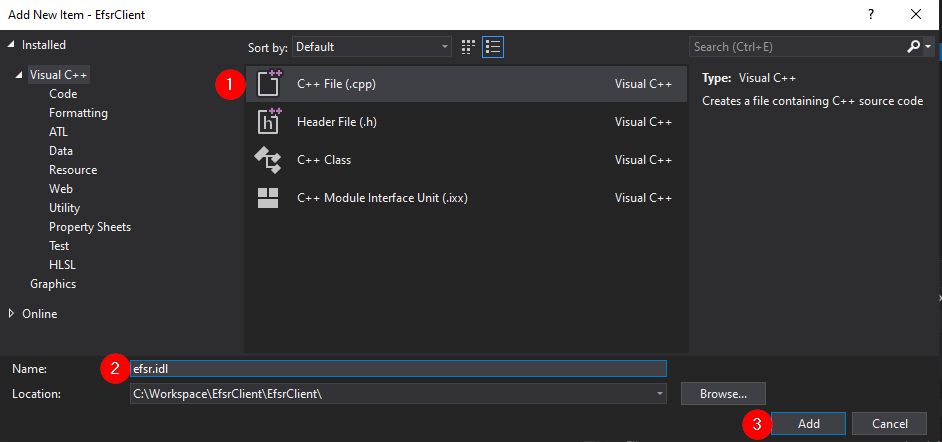 Add New Item - EfsrClient
? ×
Installed
Sort by: Default
Search (Ctrl+E)
Visual C++
Code
Formatting
ATL
Data
Resource
Web
Utility
Property Sheets
Test
HLSL
Graphics
Online
1 C++ File (.cpp) Visual C++
Header File (.h) Visual C++
C++ Class Visual C++
C++ Module Interface Unit (.ixx) Visual C++
Type: Visual C++
Creates a file containing C++ source code
Name: 2 efsr.idl
Location: C:\Workspace\EfsrClient\EfsrClient\ Browse...
3 Add Cancel